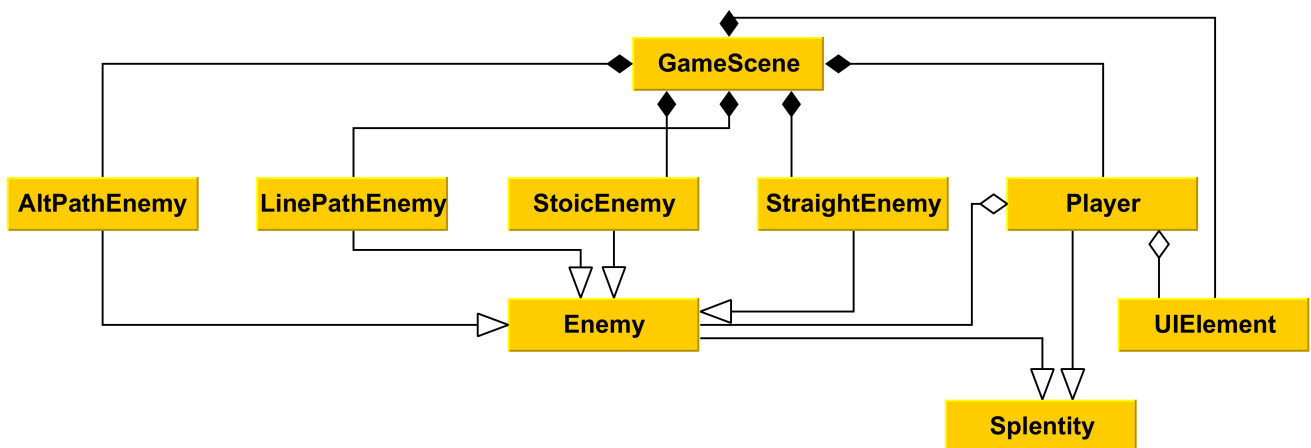 GameScene
AltPathEnemy
LinePathEnemy
StoicEnemy
StraightEnemy
Player
Enemy
UIElement
Splentity